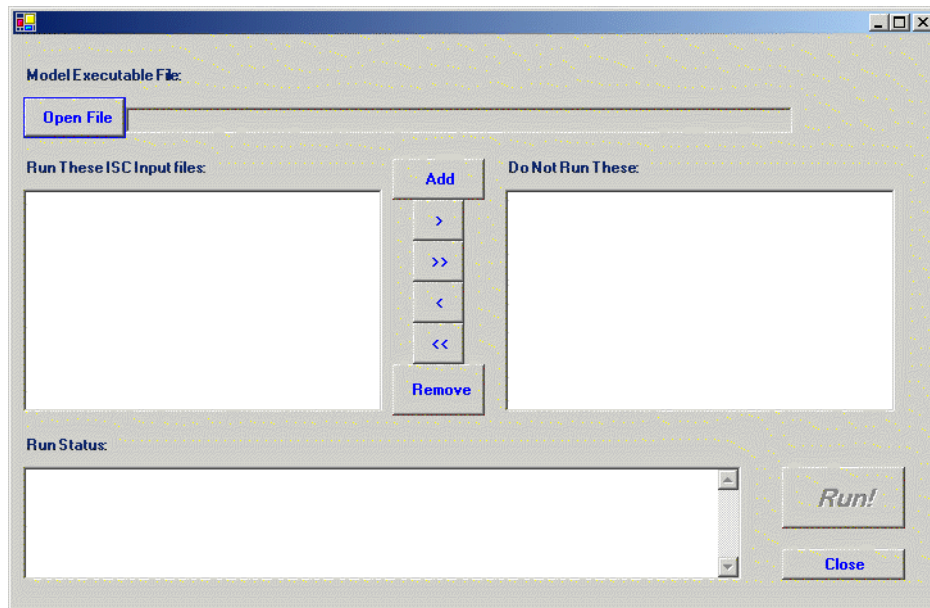 Model Executable File:
Open File
Run These ISC Input files:
Add
Do Not Run These:
>
>>
<
<<
Remove
Run Status:
Run!
Close